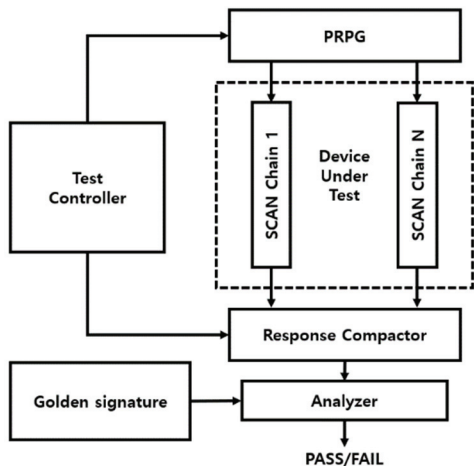 PRPG
Test
Controller
SCAN Chain 1
Device
Under
Test
SCAN Chain N
Response Compactor
Golden signature
Analyzer
PASS/FAIL